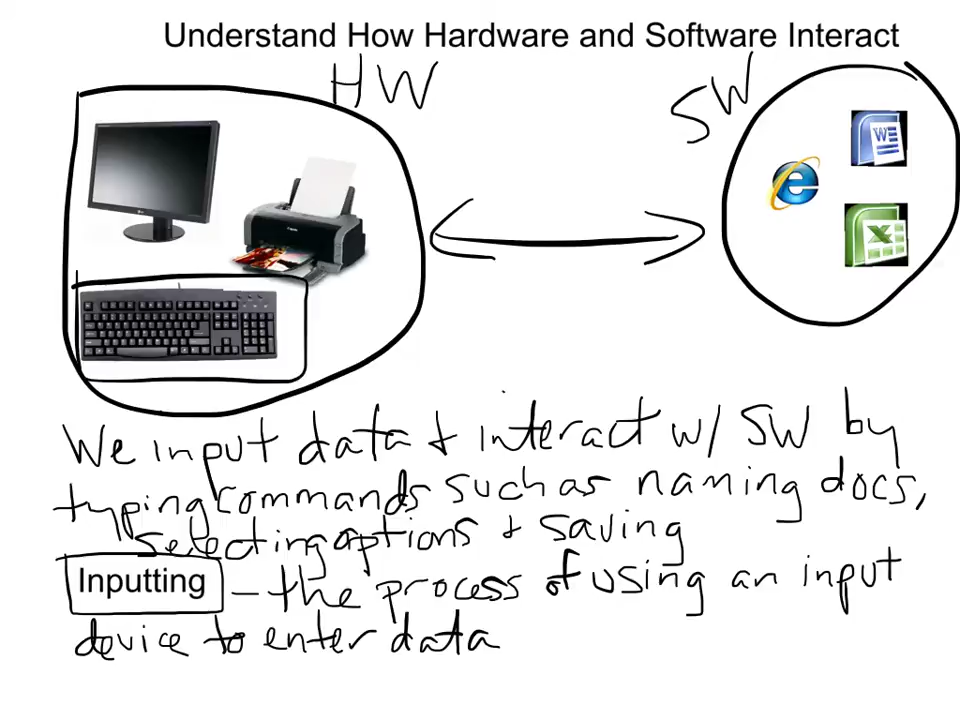 Understand How Hardware and Software Interact
HW
SW
We input data & interact w/ SW by
typing commands such as naming docs,
selecting options & saving
Inputting – the process of using an input
device to enter data